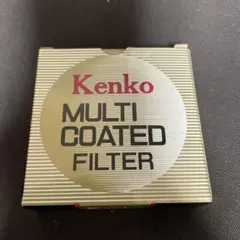 Kenko
MULTI
COATED
FILTER